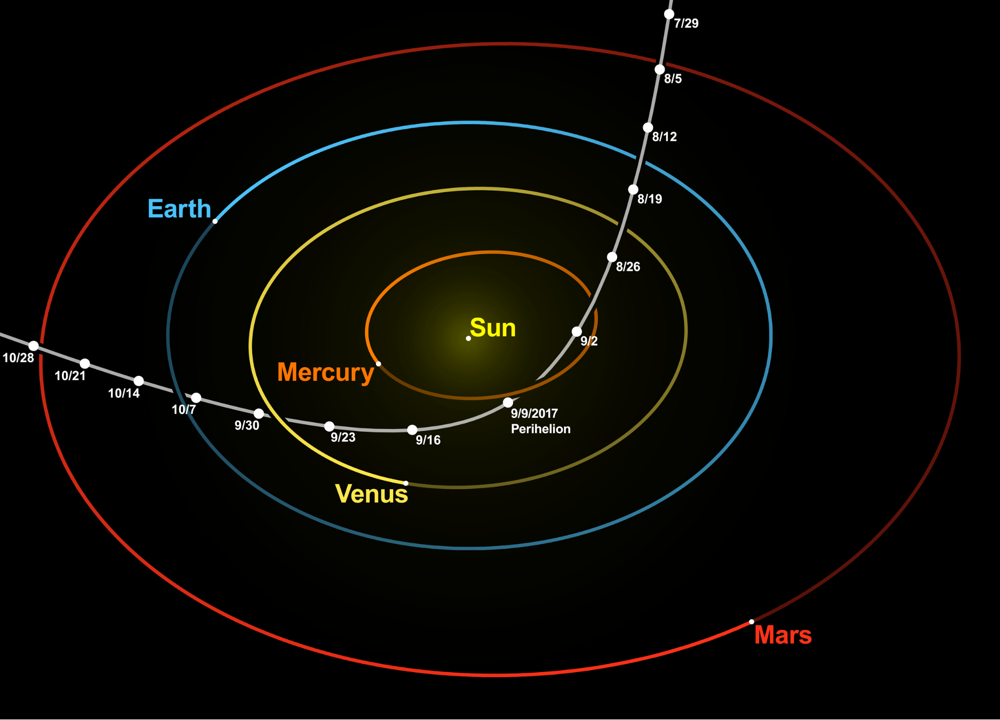 7/29
8/5
8/12
8/19
Earth
8/26
Sun
9/2
10/28
Mercury
10/21
10/14
10/7
9/9/2017
Perihelion
9/30
9/23
9/16
Venus
Mars